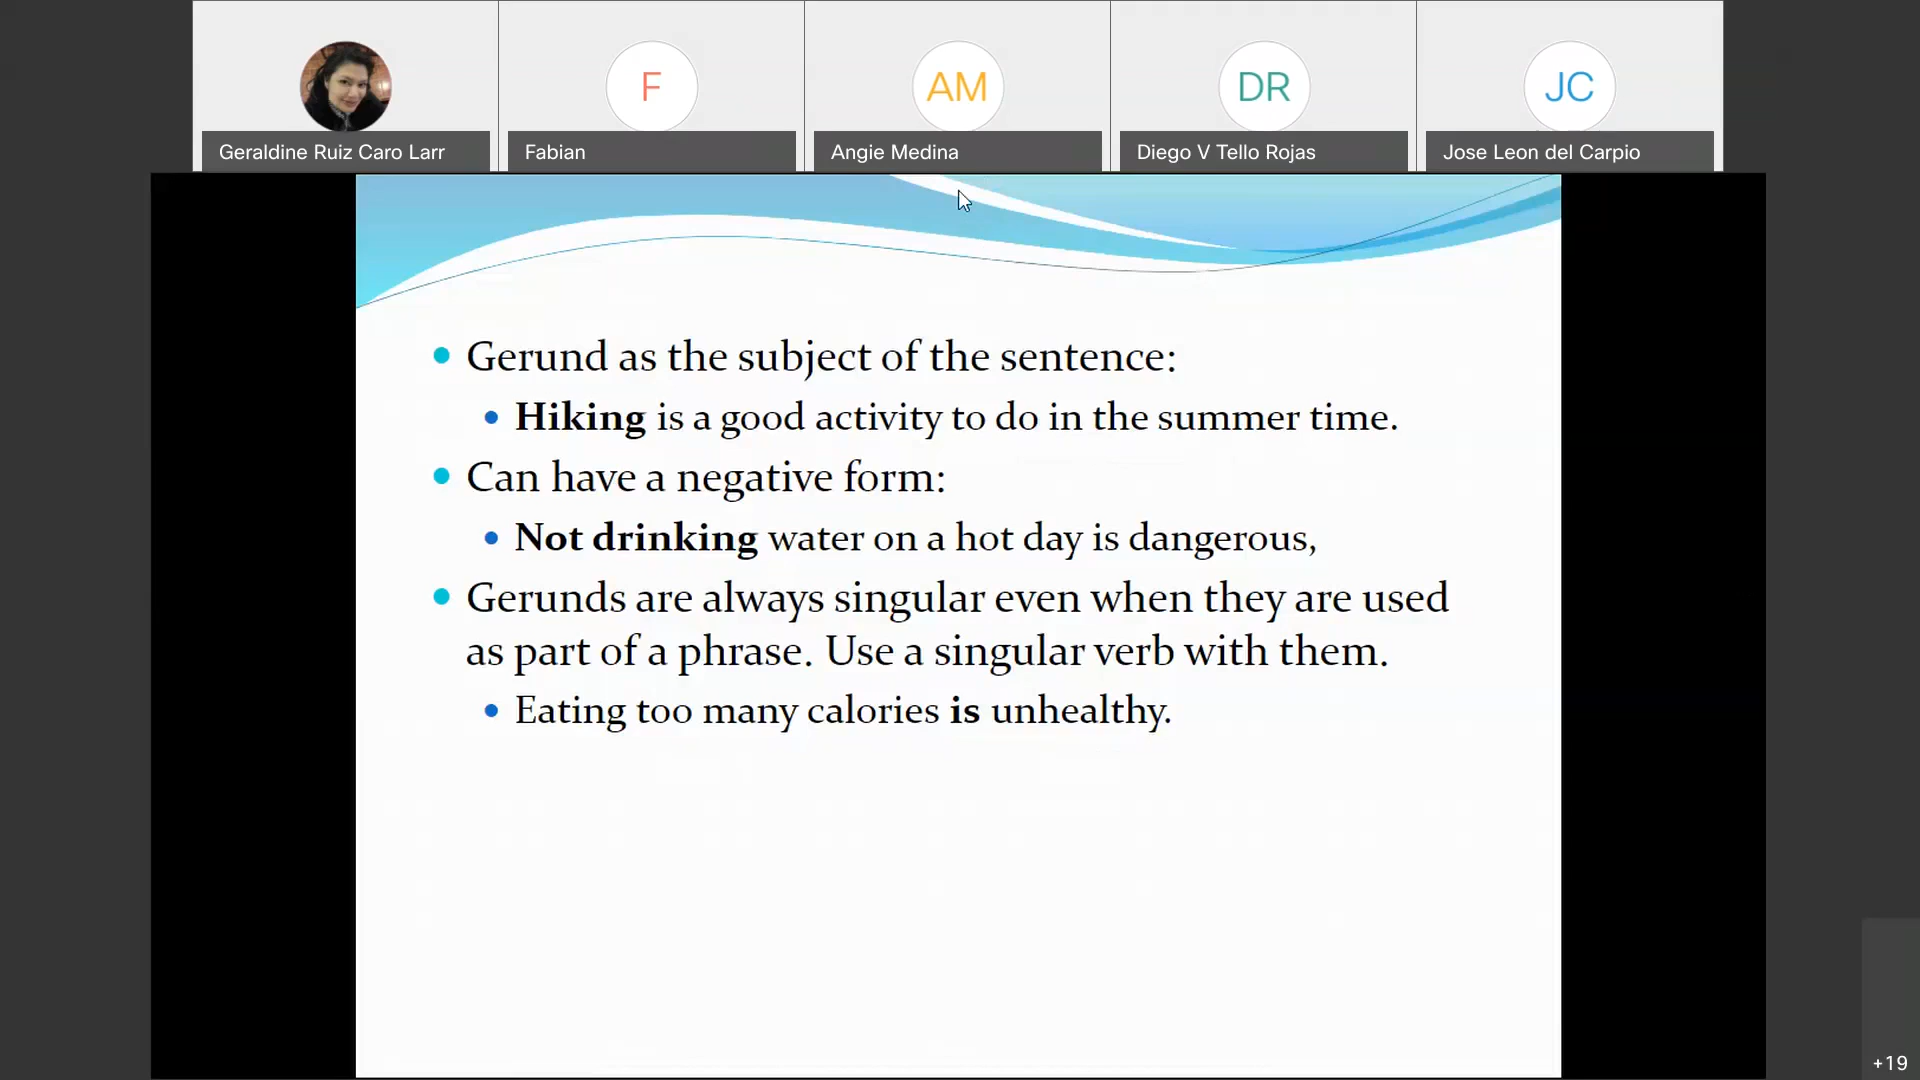 F
AM
DR
JC
Geraldine Ruiz Caro Larr
Fabian
Angie Medina
Diego V Tello Rojas
Jose Leon del Carpio
Gerund as the subject of the sentence:
Hiking is a good activity to do in the summer time.
Can have a negative form:
Not drinking water on a hot day is dangerous,
Gerunds are always singular even when they are used
as part of a phrase. Use a singular verb with them.
Eating too many calories is unhealthy.
+19